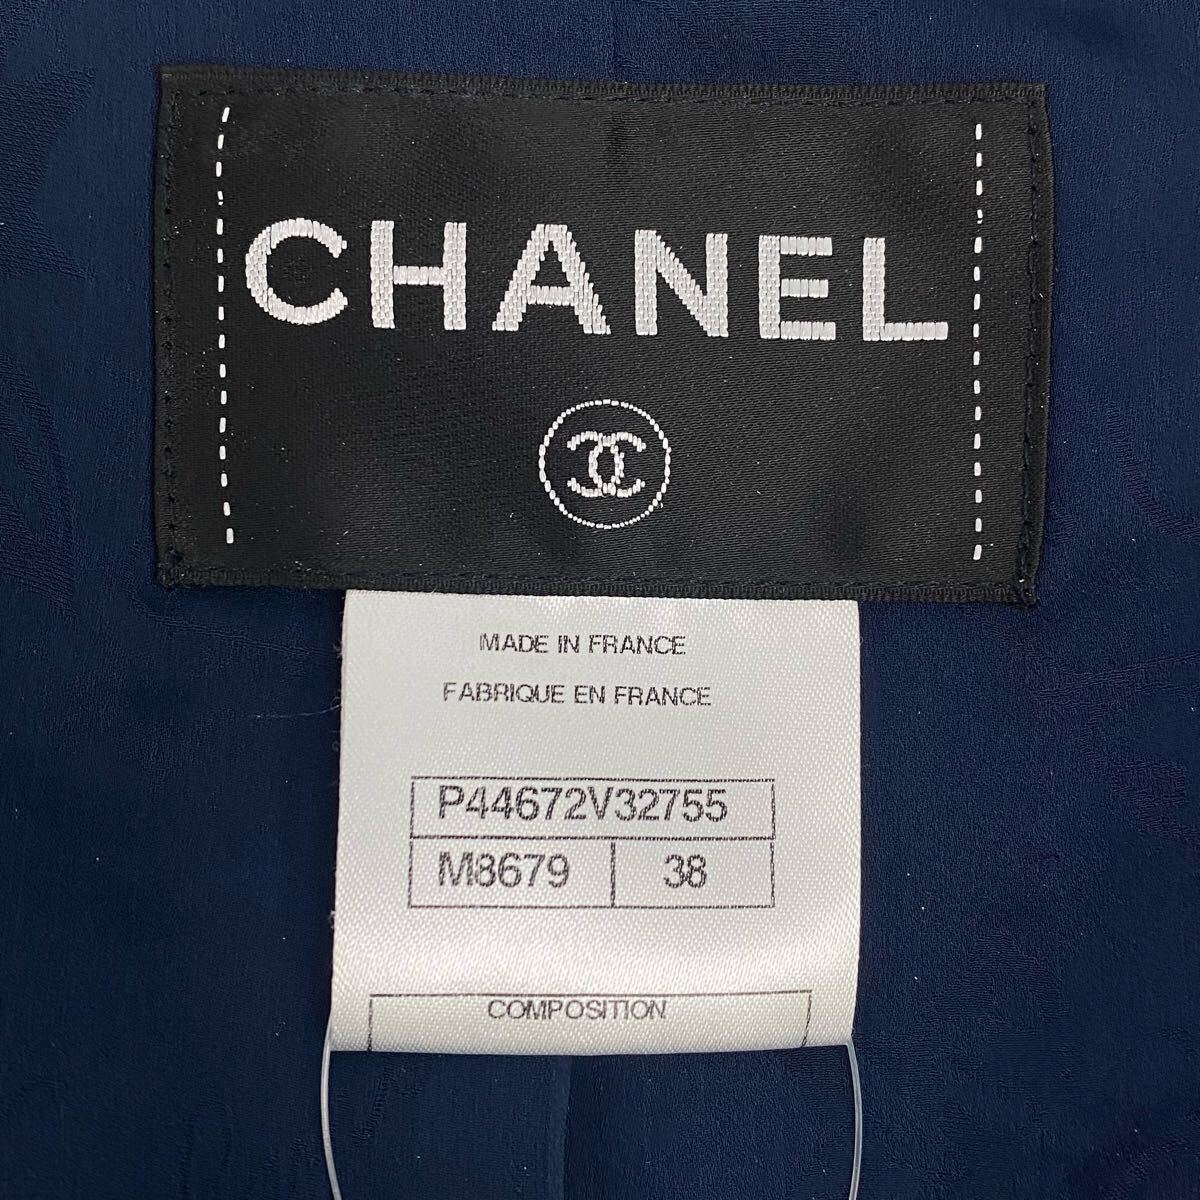 CHANEL
MADE IN FRANCE
FABRIQUE EN FRANCE
P44672V32755
M8679 38
COMPOSITION